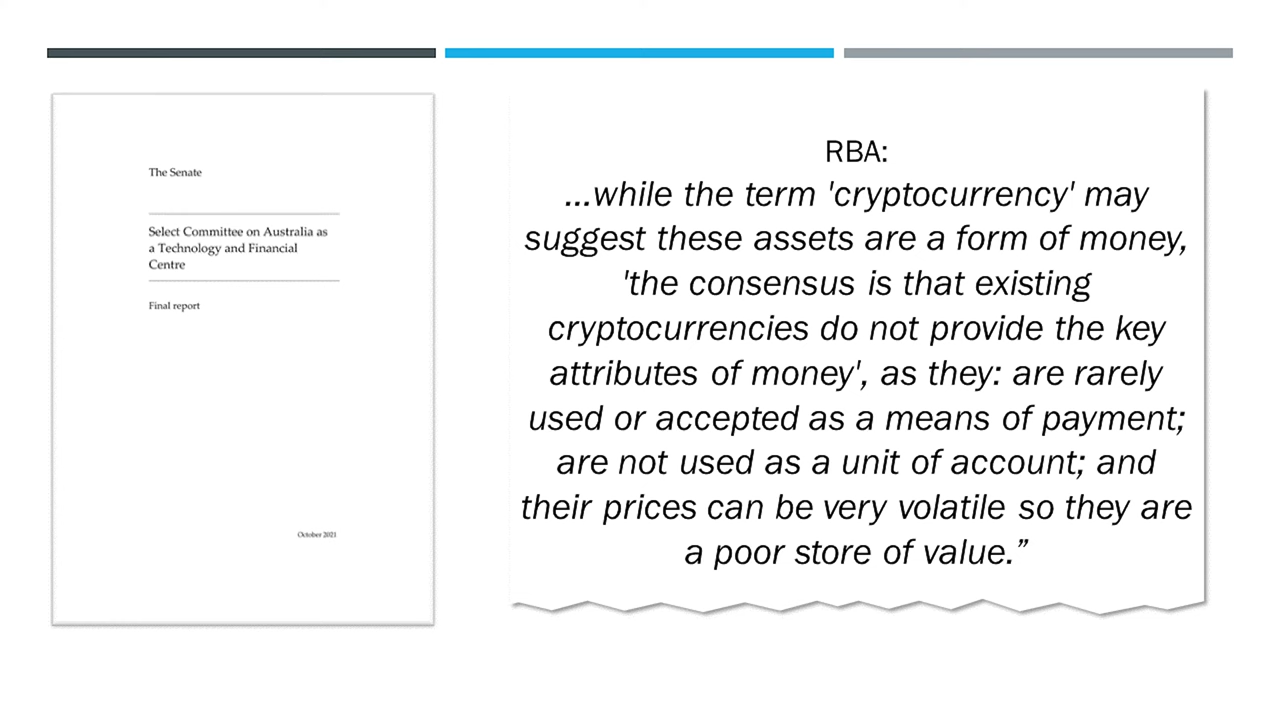 The Senate
Select Committee on Australia as
a Technology and Financial
Centre
Final report
October 2021
RBA:
...while the term 'cryptocurrency' may
suggest these assets are a form of money,
'the consensus is that existing
cryptocurrencies do not provide the key
attributes of money', as they: are rarely
used or accepted as a means of payment;
are not used as a unit of account; and
their prices can be very volatile so they are
a poor store of value.”